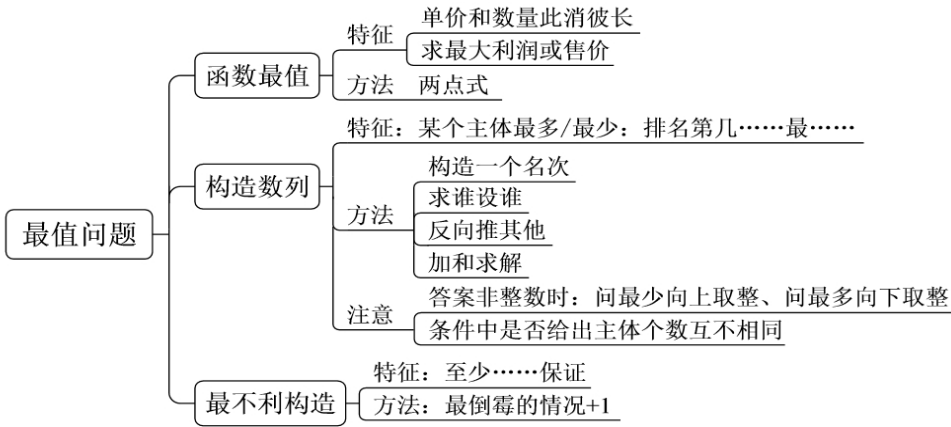 最值问题
函数最值
特征
单价和数量此消彼长
求最大利润或售价
方法
两点式
构造数列
特征：某个主体最多/最少：排名第几……最……
方法
构造一个名次
求谁设谁
反向推其他
加和求解
注意
答案非整数时：问最少向上取整、问最多向下取整
条件中是否给出主体个数互不相同
最不利构造
特征：至少……保证
方法：最倒霉的情况+1